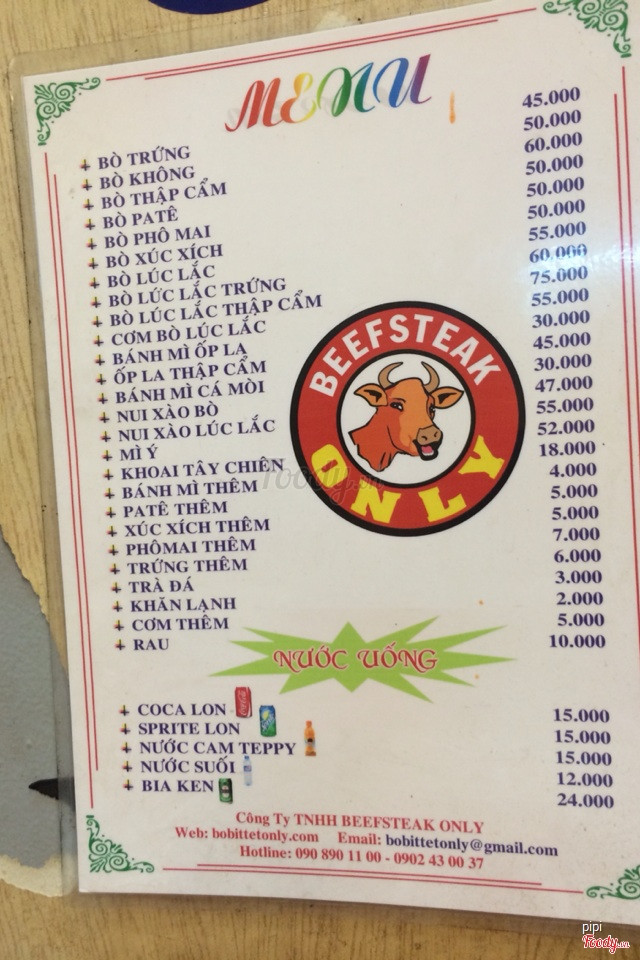 MENU
BÒ TRỨNG 45.000
BÒ KHÔNG 50.000
BÒ THẬP CẨM 60.000
BÒ PATÊ 50.000
BÒ PHÔ MAI 50.000
BÒ XÚC XÍCH 50.000
BÒ LÚC LẮC 55.000
BÒ LỨC LẮC TRỨNG 60.000
BÒ LÚC LẮC THẬP CẨM 75.000
CƠM BÒ LÚC LẮC 55.000
BÁNH MÌ ỐP LA 30.000
ỐP LA THẬP CẨM 45.000
BÁNH MÌ CÁ MÒI 30.000
NUI XÀO BÒ 47.000
NUI XÀO LÚC LẮC 55.000
MÌ Ý 52.000
KHOAI TÂY CHIÊN 18.000
BÁNH MÌ THÊM 4.000
PATÊ THÊM 5.000
XÚC XÍCH THÊM 5.000
PHÔMAI THÊM 7.000
TRỨNG THÊM 6.000
TRÀ ĐÁ 3.000
KHĂN LẠNH 2.000
CƠM THÊM 5.000
RAU 10.000
BEEFSTEAK
ONLY
Foody.vn
NƯỚC UỐNG
COCA LON 15.000
SPRITE LON 15.000
NƯỚC CAM TEPPY 15.000
NƯỚC SUỐI 12.000
BIA KEN 24.000
Công Ty TNHH BEEFSTEAK ONLY
Web: bobittetonly.com Email: bobittetonly@gmail.com
Hotline: 090 890 11 00 - 0902 43 00 37
pipi
Foody.vn